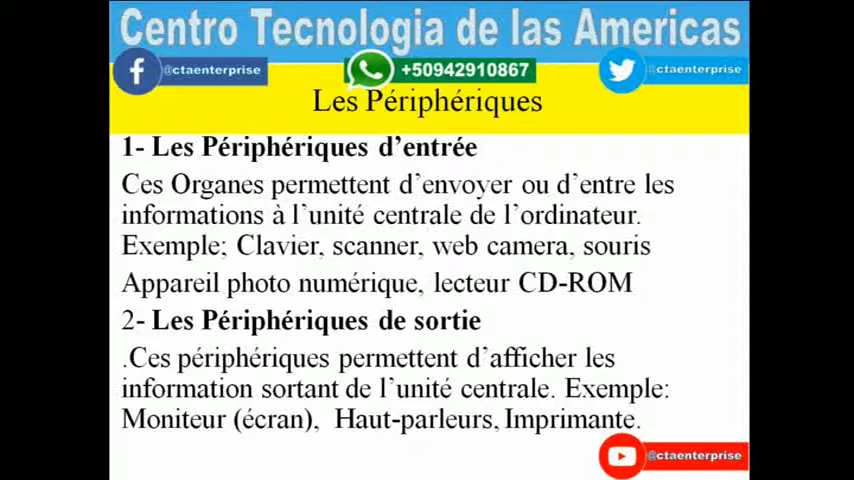 Centro Tecnologia de las Americas
@ctaenterprise
+50942910867
@ctaenterprise
Les Périphériques
1- Les Périphériques d’entrée
Ces Organes permettent d’envoyer ou d’entre les
informations à l’unité centrale de l’ordinateur.
Exemple; Clavier, scanner, web camera, souris
Appareil photo numérique, lecteur CD-ROM
2- Les Périphériques de sortie
.Ces périphériques permettent d’afficher les
information sortant de l’unité centrale. Exemple:
Moniteur (écran), Haut-parleurs, Imprimante.
@ctaenterprise